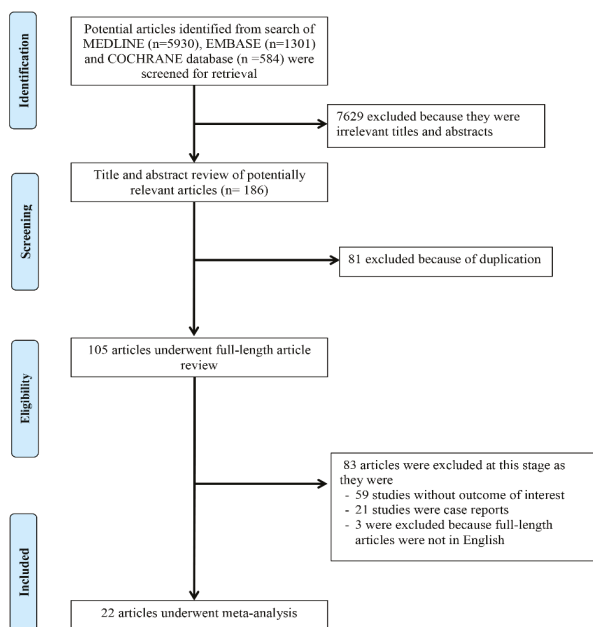 Identification
Potential articles identified from search of
MEDLINE (n=5930), EMBASE (n=1301)
and COCHRANE database (n =584) were
screened for retrieval
7629 excluded because they were
irrelevant titles and abstracts
Screening
Title and abstract review of potentially
relevant articles (n= 186)
81 excluded because of duplication
Eligibility
105 articles underwent full-length article
review
83 articles were excluded at this stage as
they were
- 59 studies without outcome of interest
- 21 studies were case reports
- 3 were excluded because full-length
articles were not in English
Included
22 articles underwent meta-analysis